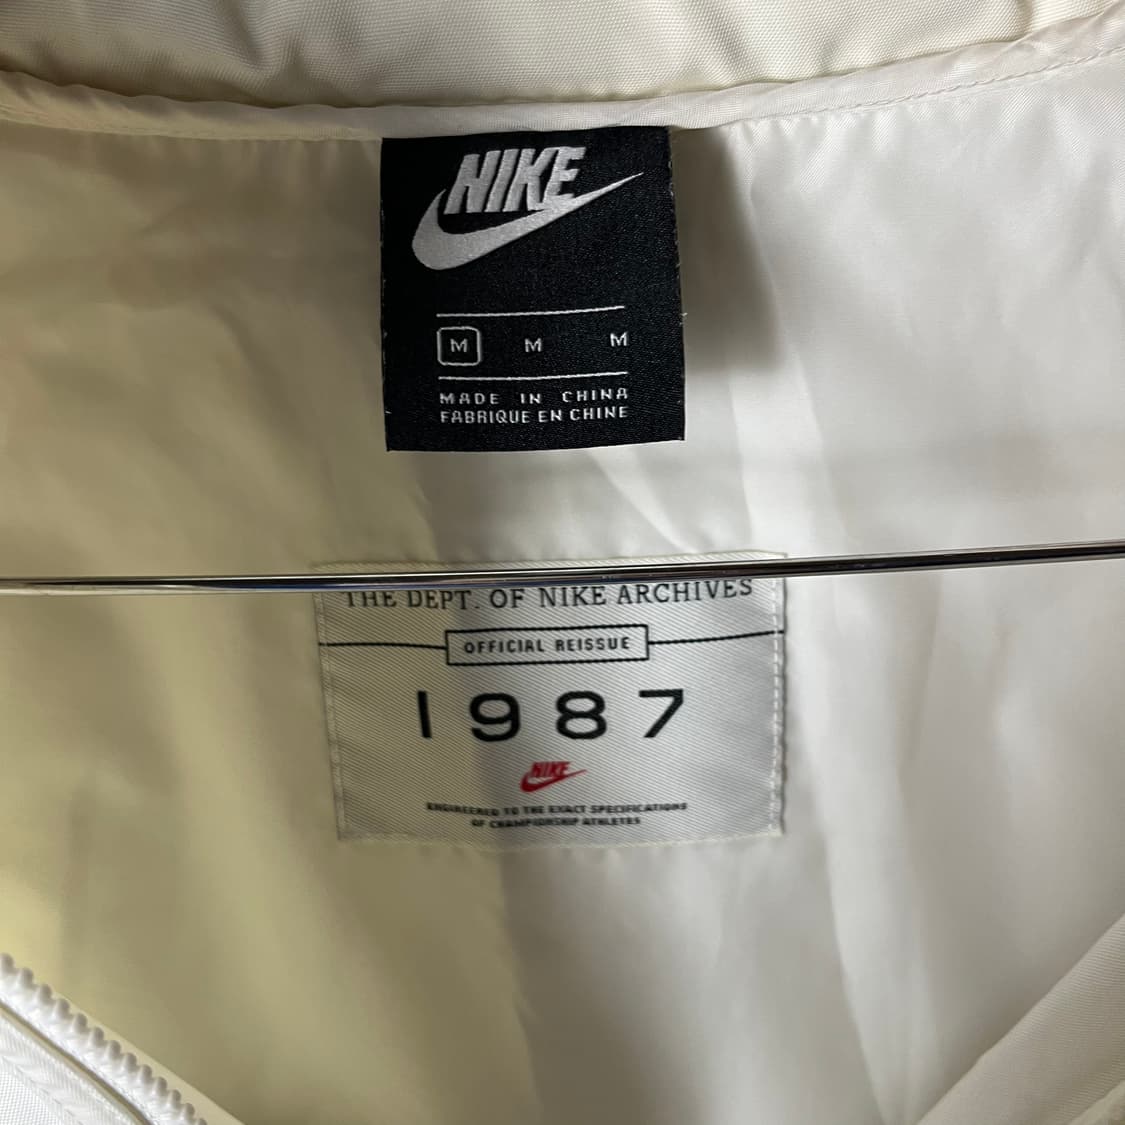 NIKE
M M M
MADE IN CHINA
FABRIQUE EN CHINE
THE DEPT. OF NIKE ARCHIVES
OFFICIAL REISSUE
1987
NIKE
ENGINEERED TO THE EXACT SPECIFICATIONS
OF CHAMPIONSHIP ATHLETES